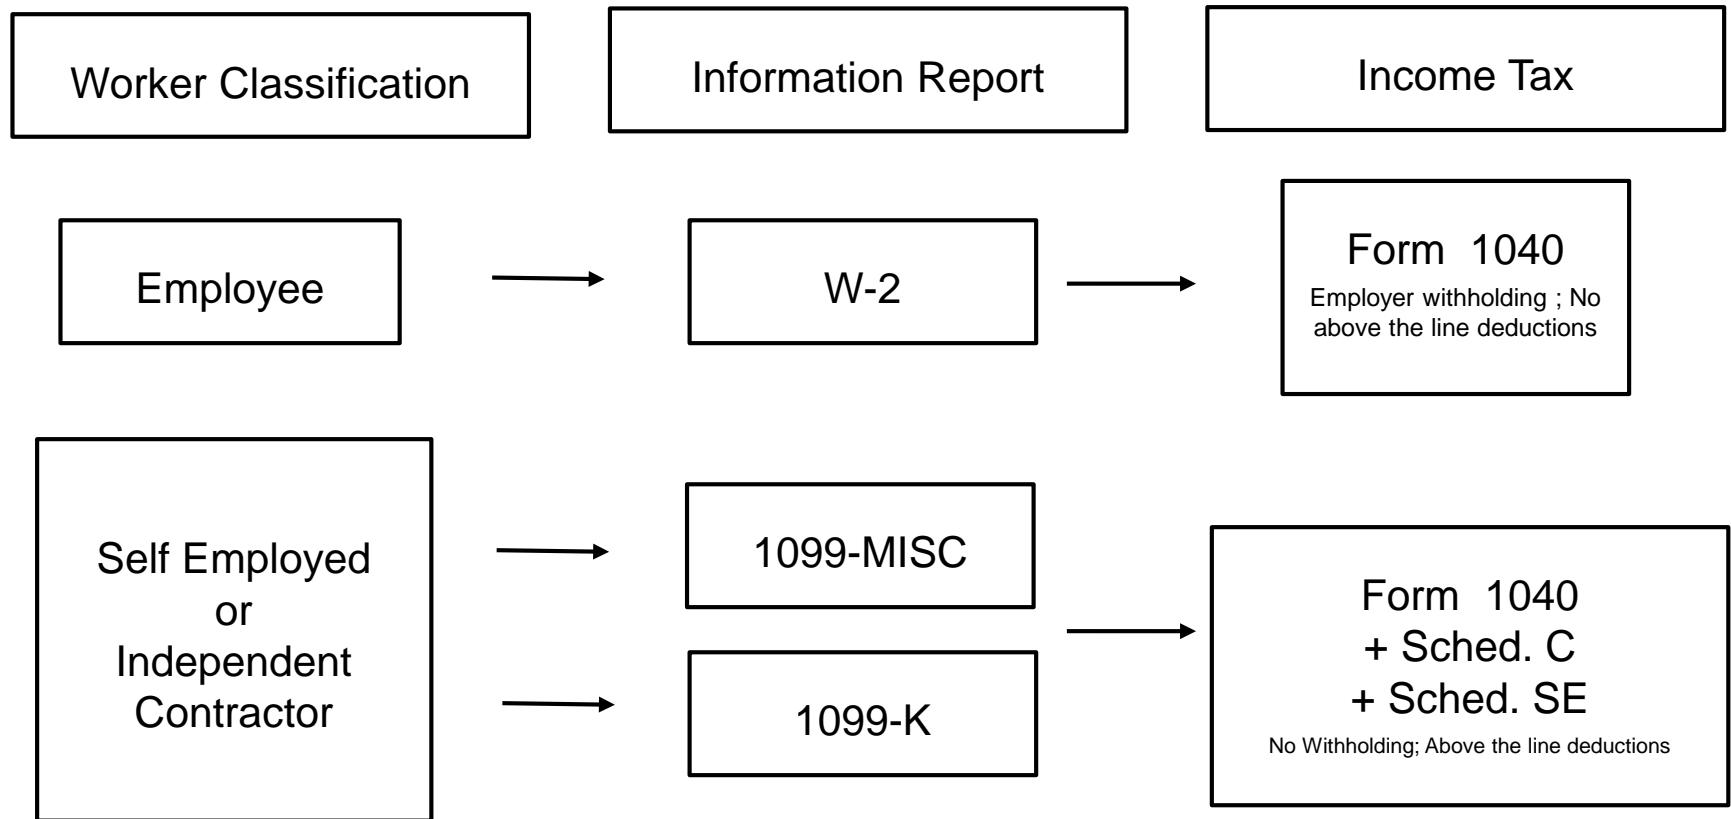 Worker Classification
Information Report
Income Tax
Employee
W-2
Form 1040
Employer withholding ; No
above the line deductions
Self Employed
or
Independent
Contractor
1099-MISC
1099-K
Form 1040
+ Sched. C
+ Sched. SE
No Withholding; Above the line deductions